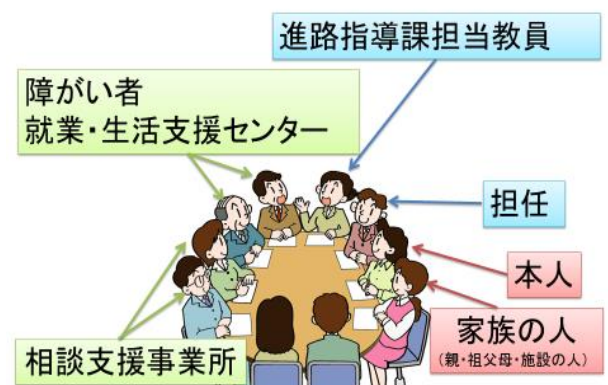 進路指導課担当教員
障がい者
就業・生活支援センター
担任
本人
家族の人
（親・祖父母・施設の人）
相談支援事業所